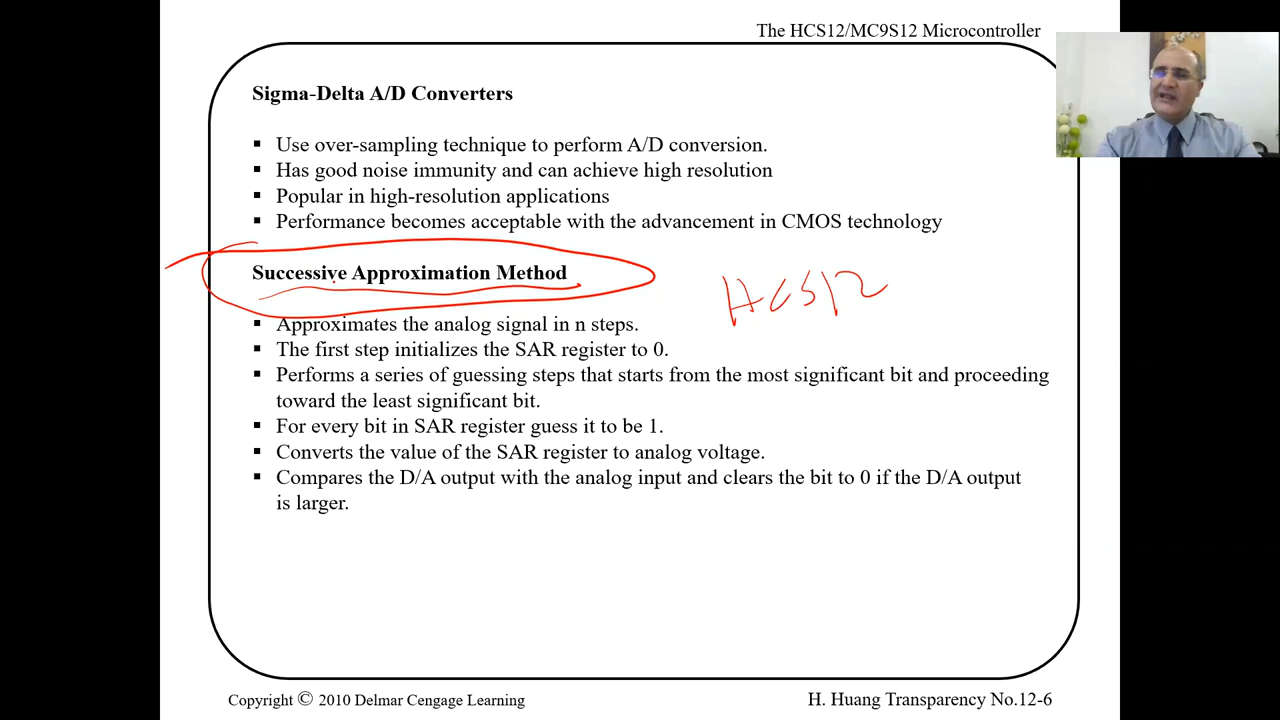 The HCS12/MC9S12 Microcontroller
Sigma-Delta A/D Converters
▪ Use over-sampling technique to perform A/D conversion.
▪ Has good noise immunity and can achieve high resolution
▪ Popular in high-resolution applications
▪ Performance becomes acceptable with the advancement in CMOS technology
Successive Approximation Method
HCS12
▪ Approximates the analog signal in n steps.
▪ The first step initializes the SAR register to 0.
▪ Performs a series of guessing steps that starts from the most significant bit and proceeding
toward the least significant bit.
▪ For every bit in SAR register guess it to be 1.
▪ Converts the value of the SAR register to analog voltage.
▪ Compares the D/A output with the analog input and clears the bit to 0 if the D/A output
is larger.
Copyright © 2010 Delmar Cengage Learning
H. Huang Transparency No.12-6